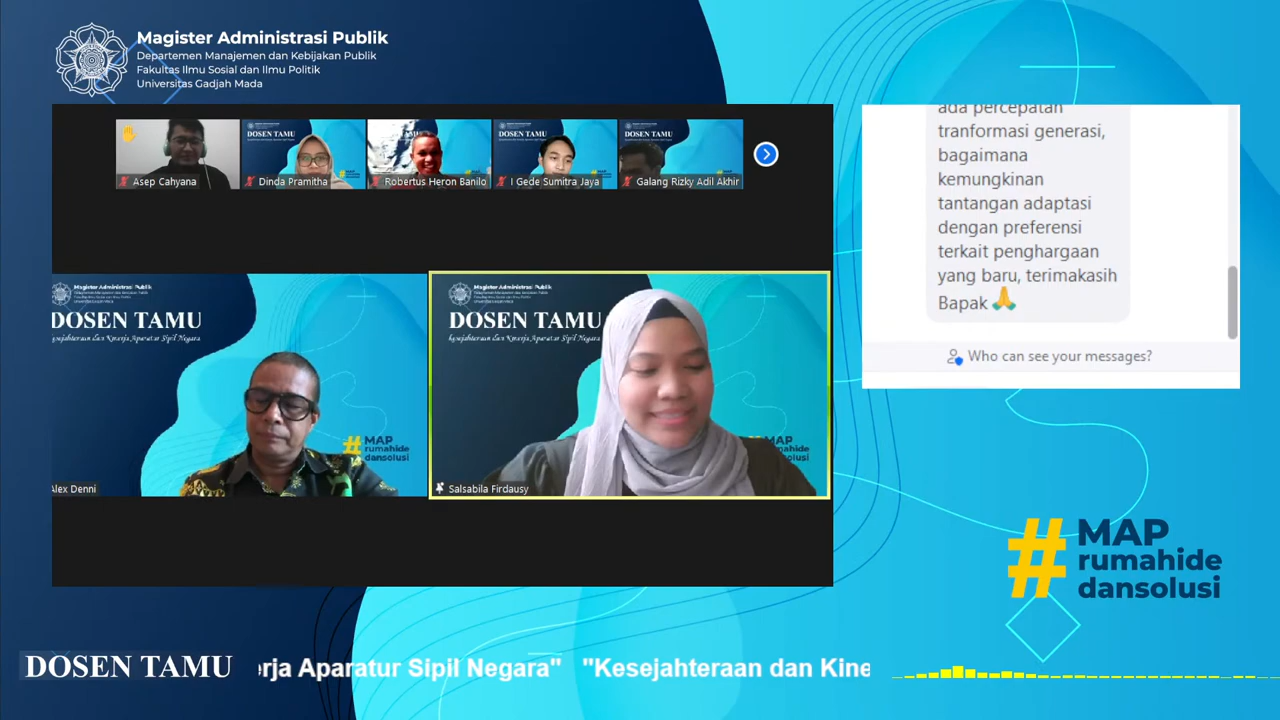 Magister Administrasi Publik
Departemen Manajemen dan Kebijakan Publik
Fakultas Ilmu Sosial dan Ilmu Politik
Universitas Gadjah Mada
Asep Cahyana
DOSEN TAMU
Dinda Pramitha
Robertus Heron Banilo
DOSEN TAMU
I Gede Sumitra Jaya
DOSEN TAMU
Galang Rizky Adil Akhir
Magister Administrasi Publik
DOSEN TAMU
Kesejahteraan dan Kinerja Aparatur Sipil Negara
#MAP
rumahide
dansolusi
Alex Denni
Magister Administrasi Publik
DOSEN TAMU
Kesejahteraan dan Kinerja Aparatur Sipil Negara
MAP
rumahide
dansolusi
Salsabila Firdausy
ada percepatan
tranformasi generasi,
bagaimana
kemungkinan
tantangan adaptasi
dengan preferensi
terkait penghargaan
yang baru, terimakasih
Bapak 🙏
Who can see your messages?
#MAP
rumahide
dansolusi
DOSEN TAMU
erja Aparatur Sipil Negara" "Kesejahteraan dan Kine